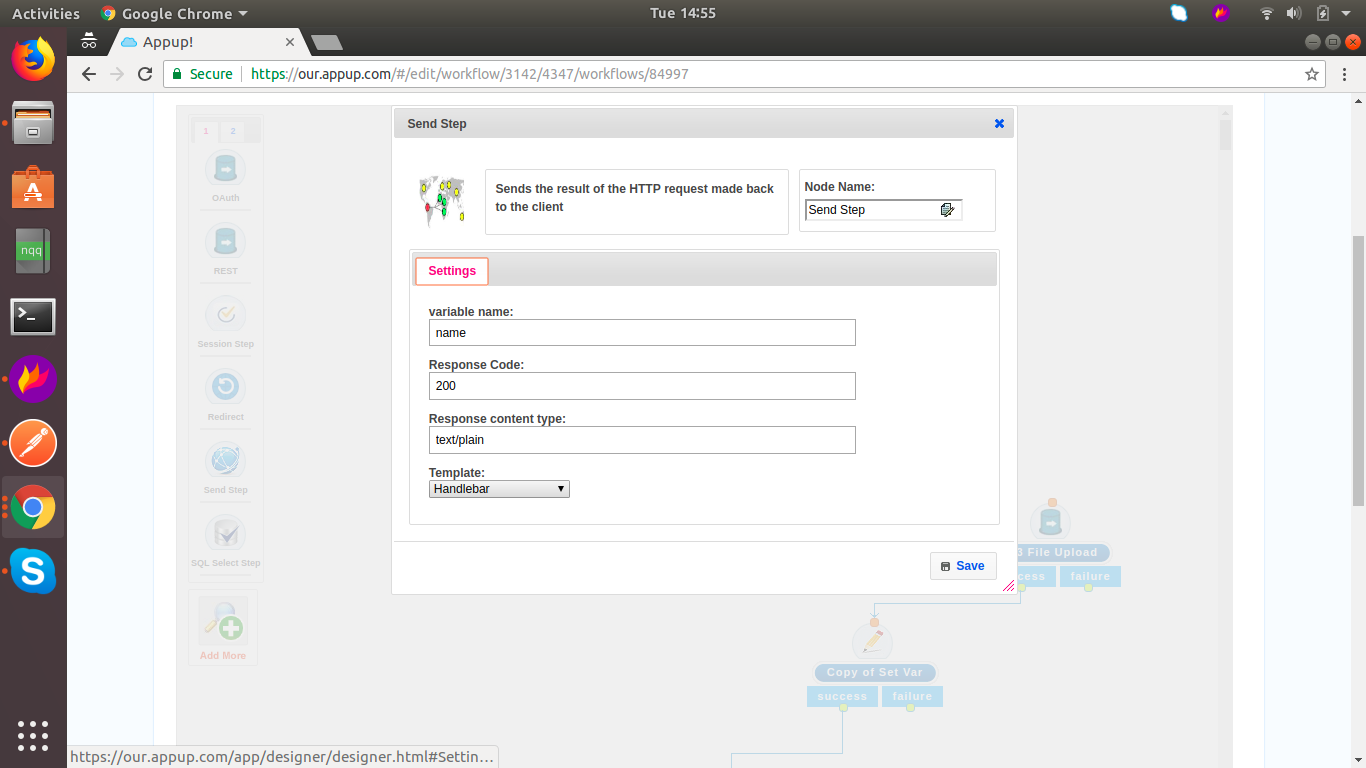 Activities
Google Chrome
Tue 14:55
Appup!
Secure
https://our.appup.com/#/edit/workflow/3142/4347/workflows/84997
nqq
1
2
OAuth
REST
Session Step
Redirect
Send Step
SQL Select Step
Add More
Send Step
Sends the result of the HTTP request made back
to the client
Node Name:
Send Step
Settings
variable name:
name
Response Code:
200
Response content type:
text/plain
Template:
Handlebar
Save
3 File Upload
cess
failure
Copy of Set Var
success
failure
https://our.appup.com/app/designer/designer.html#Settin...